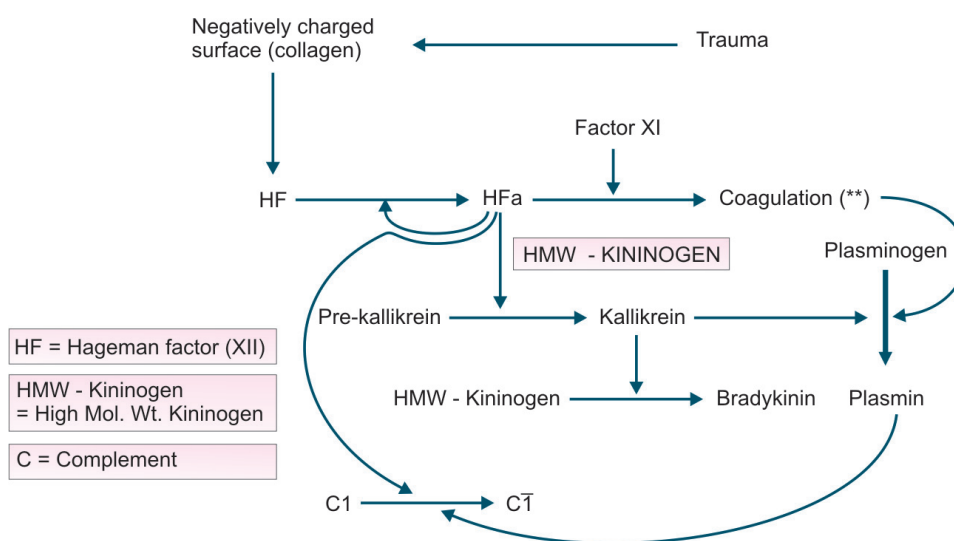 Negatively charged
surface (collagen)
Trauma
Factor XI
HF
HFa
Coagulation (**)
HMW - KININOGEN
Plasminogen
Pre-kallikrein
Kallikrein
HF = Hageman factor (XII)
HMW - Kininogen
= High Mol. Wt. Kininogen
HMW - Kininogen
Bradykinin
Plasmin
C = Complement
C1
C1̅